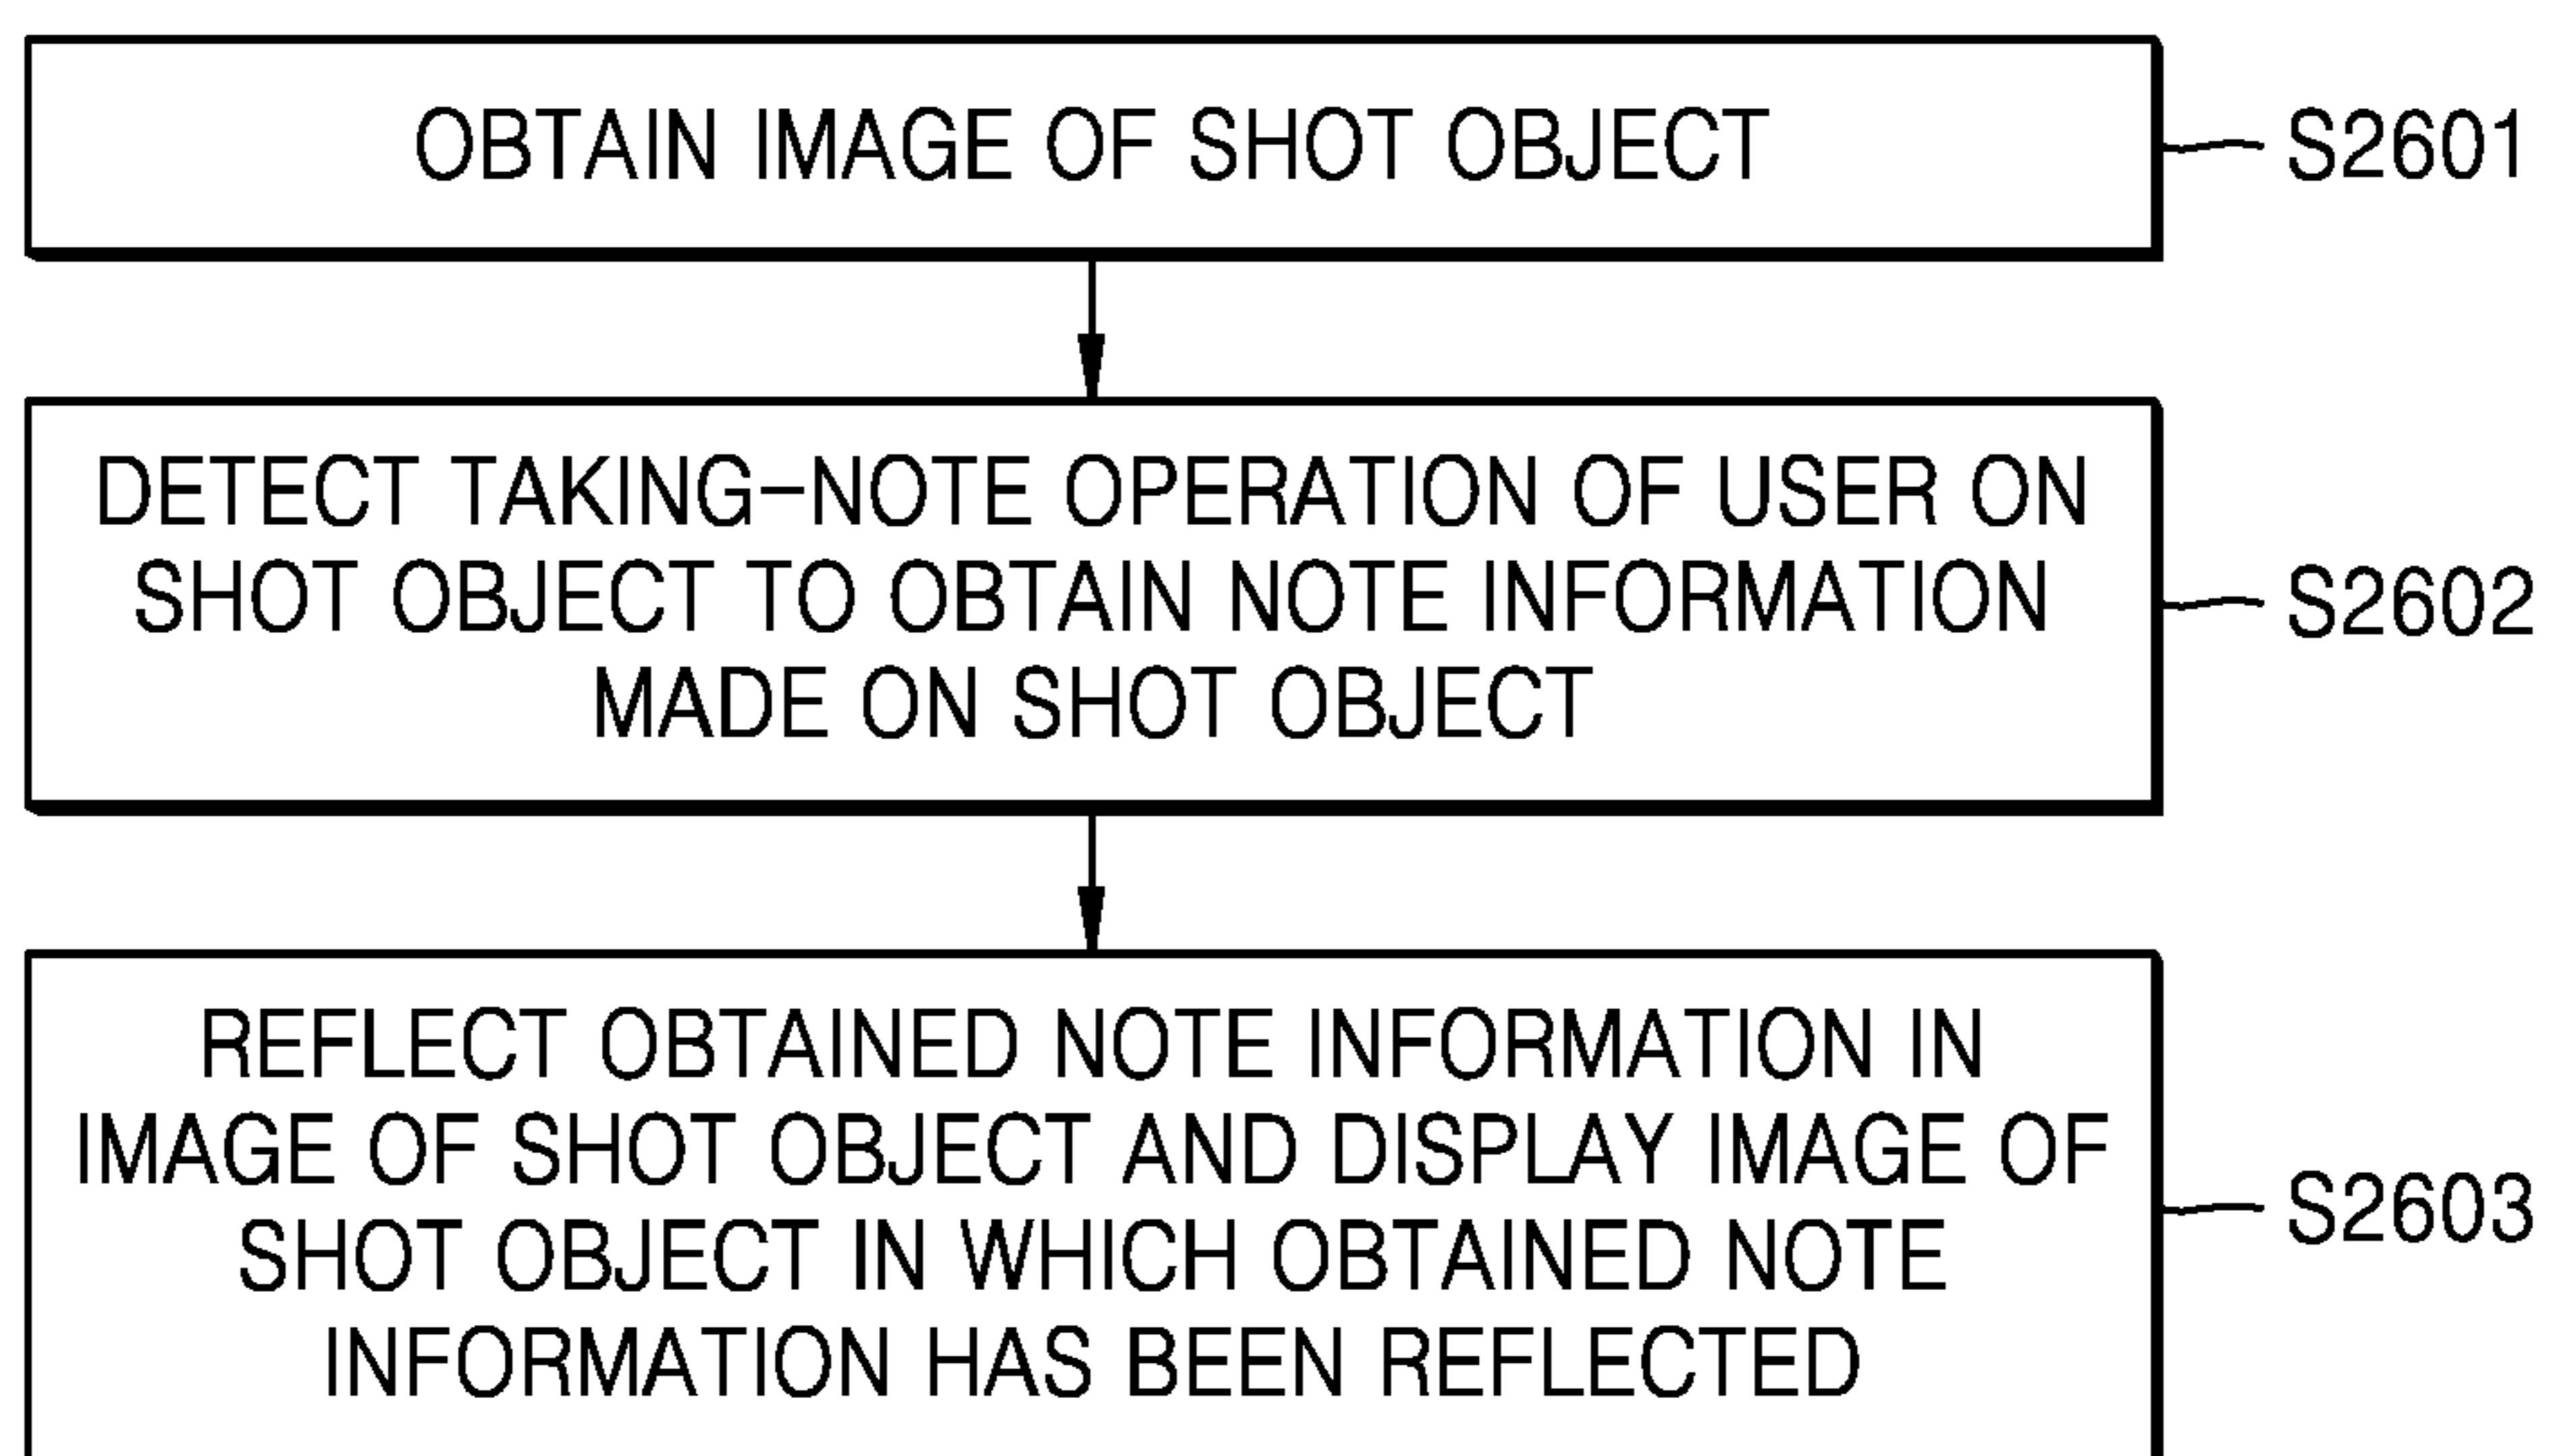 OBTAIN IMAGE OF SHOT OBJECT
S2601
DETECT TAKING-NOTE OPERATION OF USER ON
SHOT OBJECT TO OBTAIN NOTE INFORMATION
MADE ON SHOT OBJECT
S2602
REFLECT OBTAINED NOTE INFORMATION IN
IMAGE OF SHOT OBJECT AND DISPLAY IMAGE OF
SHOT OBJECT IN WHICH OBTAINED NOTE
INFORMATION HAS BEEN REFLECTED
S2603